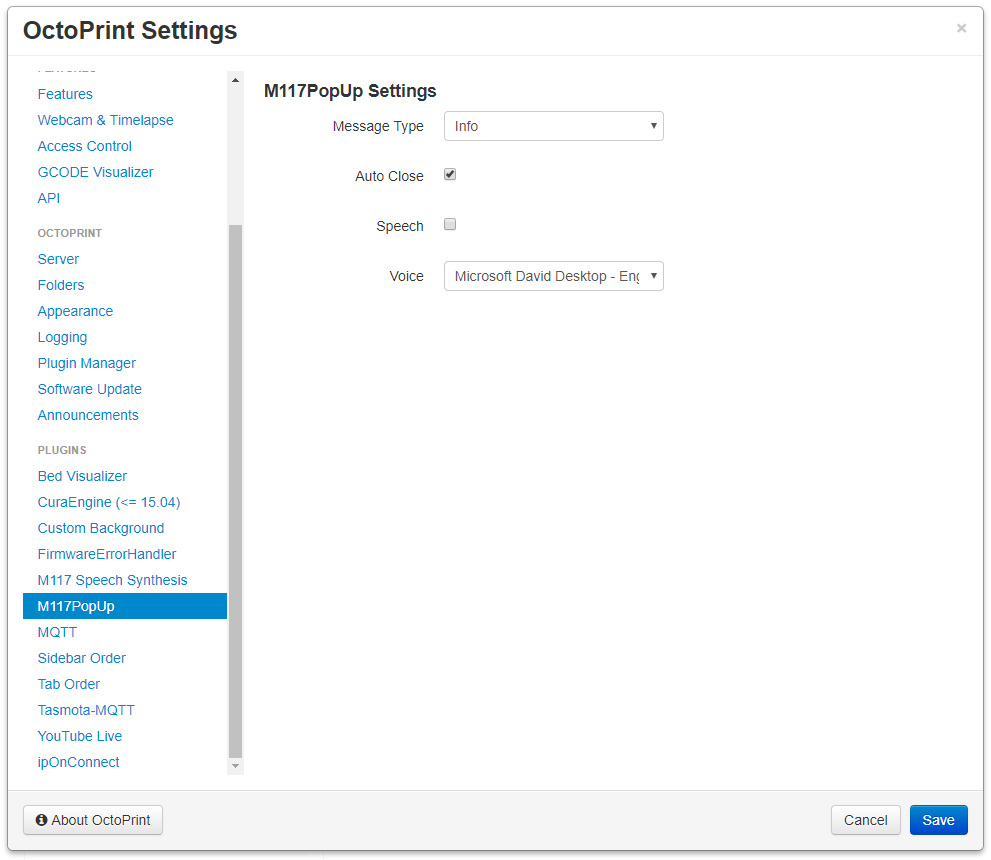 OctoPrint Settings
×
Features
Webcam & Timelapse
Access Control
GCODE Visualizer
API
OCTOPRINT
Server
Folders
Appearance
Logging
Plugin Manager
Software Update
Announcements
PLUGINS
Bed Visualizer
CuraEngine (<= 15.04)
Custom Background
FirmwareErrorHandler
M117 Speech Synthesis
M117PopUp
MQTT
Sidebar Order
Tab Order
Tasmota-MQTT
YouTube Live
ipOnConnect
M117PopUp Settings
Message Type Info
Auto Close
Speech
Voice Microsoft David Desktop - Eng
About OctoPrint
Cancel Save